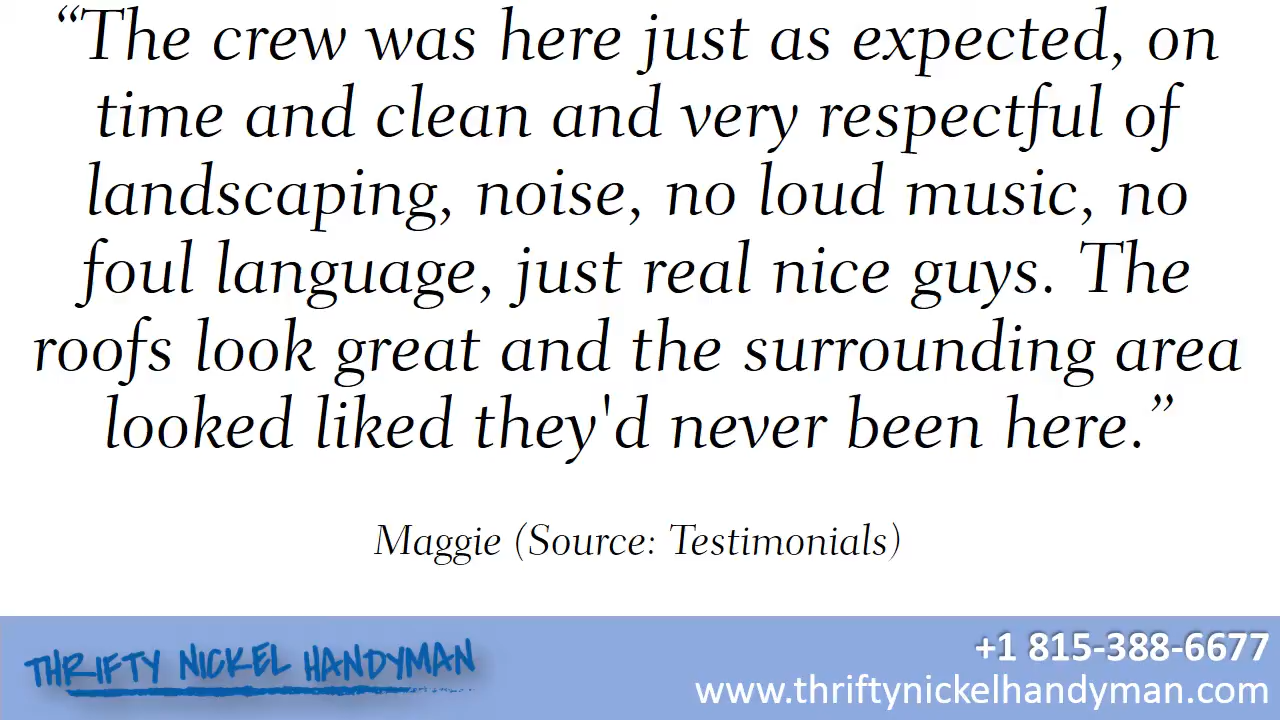 “The crew was here just as expected, on
time and clean and very respectful of
landscaping, noise, no loud music, no
foul language, just real nice guys. The
roofs look great and the surrounding area
looked liked they'd never been here.”
Maggie (Source: Testimonials)
THRIFTY NICKEL HANDYMAN
+1 815-388-6677
www.thriftynickelhandyman.com